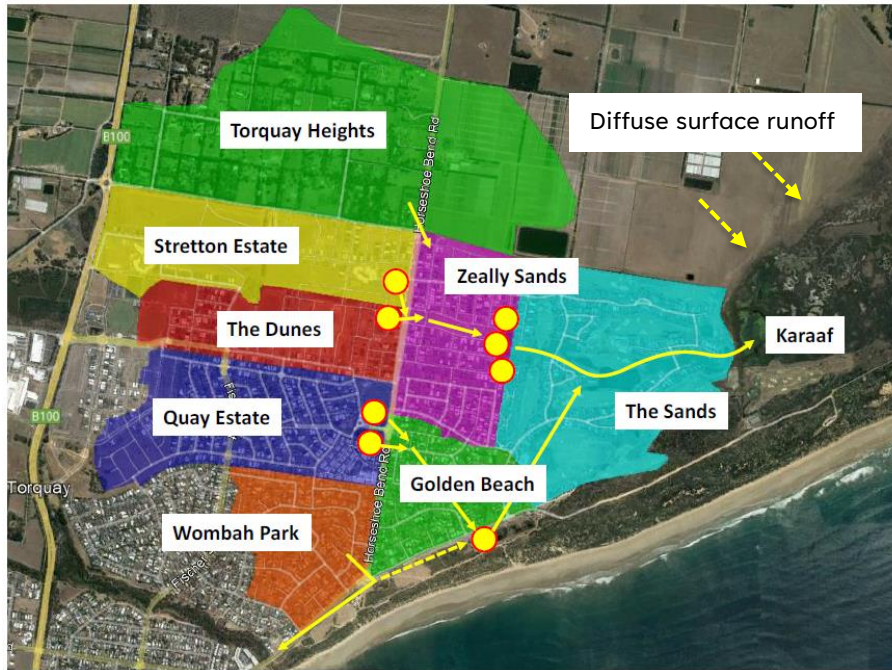 Torquay Heights
B100
Horseshoe Bend Rd
Diffuse surface runoff
Stretton Estate
Zeally Sands
The Dunes
Karaaf
Quay Estate
The Sands
B100
Torquay
Golden Beach
Wombah Park
Horseshoe Bend Rd